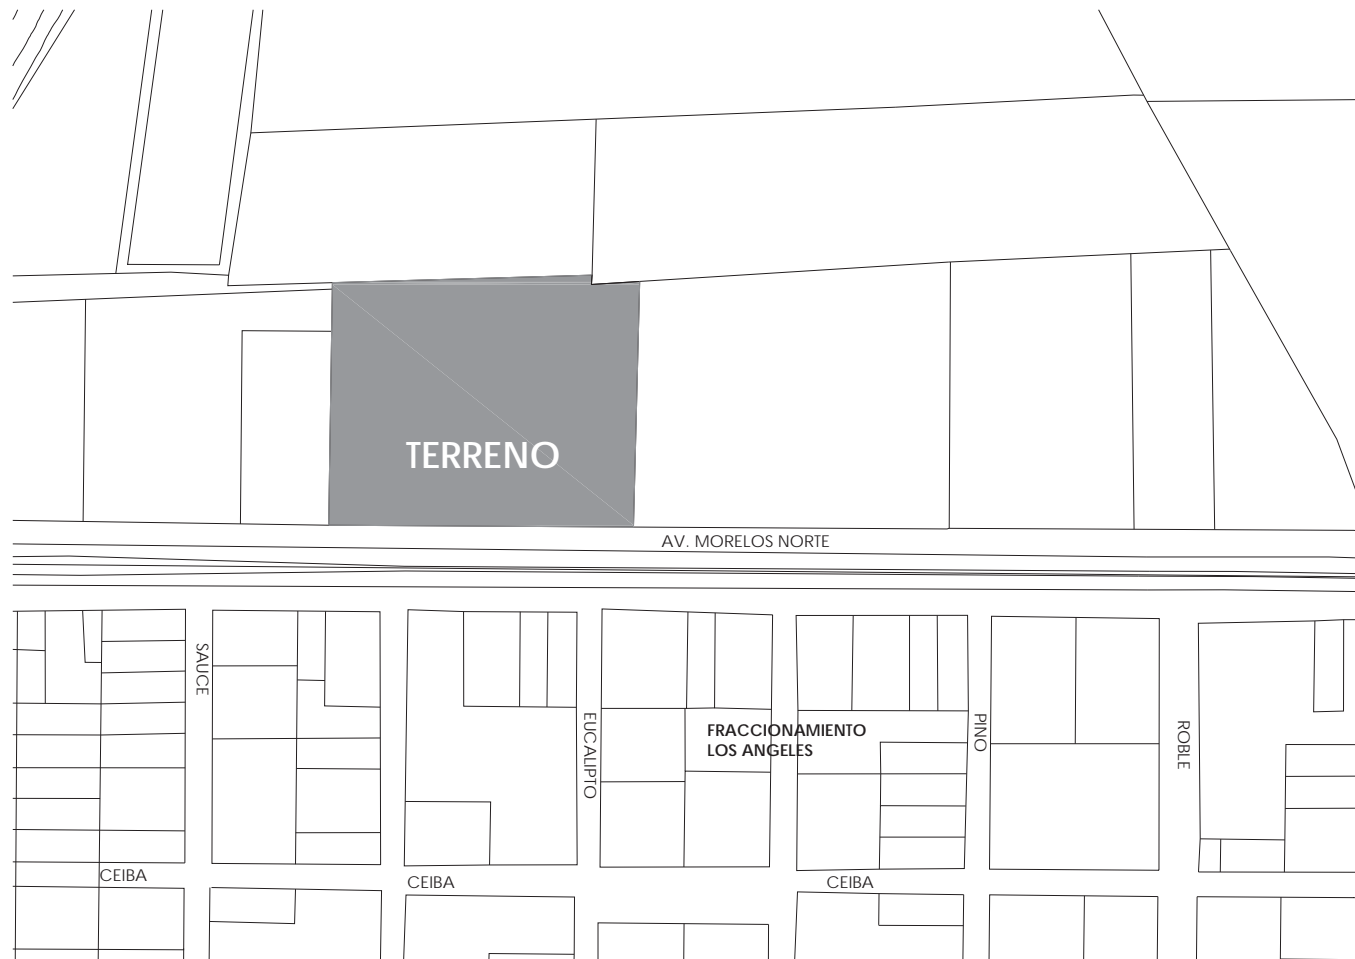 TERRENO
AV. MORELOS NORTE
SAUCE
EUCALIPTO
FRACCIONAMIENTO
LOS ANGELES
PINO
ROBLE
CEIBA
CEIBA
CEIBA